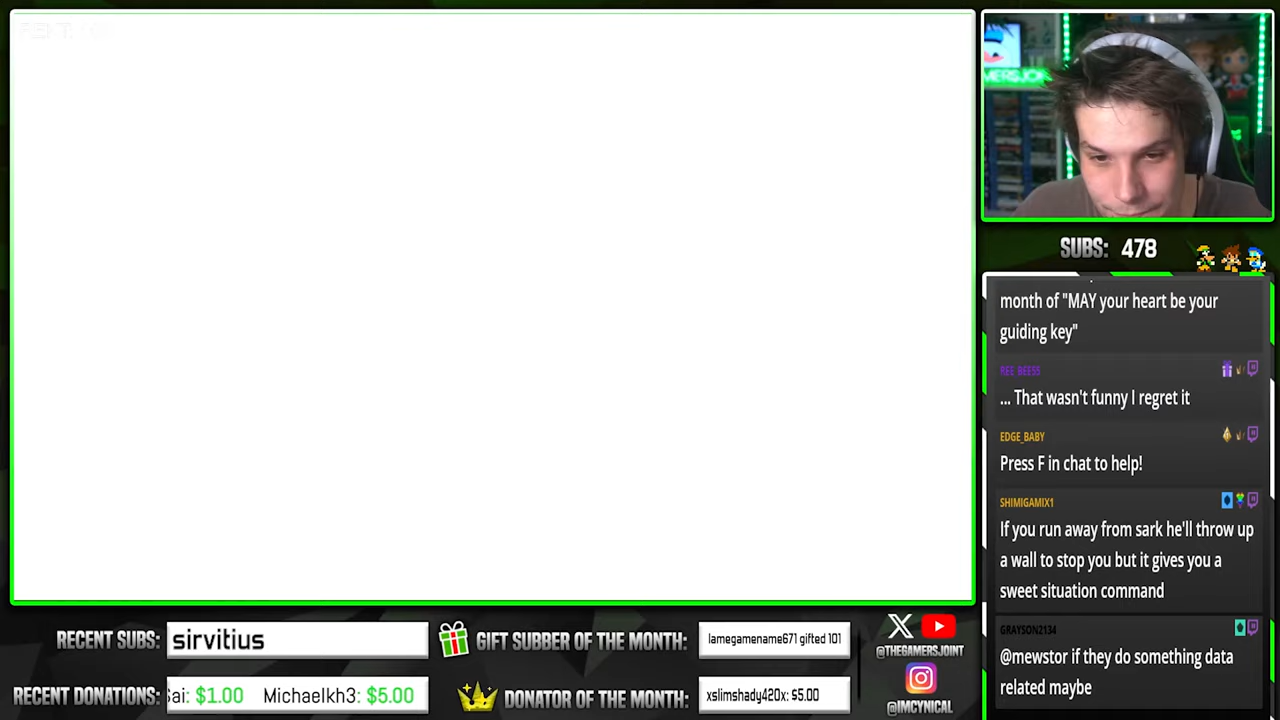 SUBS: 478
month of "MAY your heart be your
guiding key"
REE BEE55
... That wasn't funny I regret it
EDGE_BABY
Press F in chat to help!
SHIMIGAMIX1
If you run away from sark he'll throw up
a wall to stop you but it gives you a
sweet situation command
GRAYSON2134
@mewstor if they do something data
related maybe
RECENT SUBS: sirvitius
GIFT SUBBER OF THE MONTH: lamegamename671 gifted 101
@THEGAMERSJOINT
RECENT DONATIONS: Sai: $1.00 Michaelkh3: $5.00
DONATOR OF THE MONTH: xslimshady420x: $5.00
@IMCYNICAL